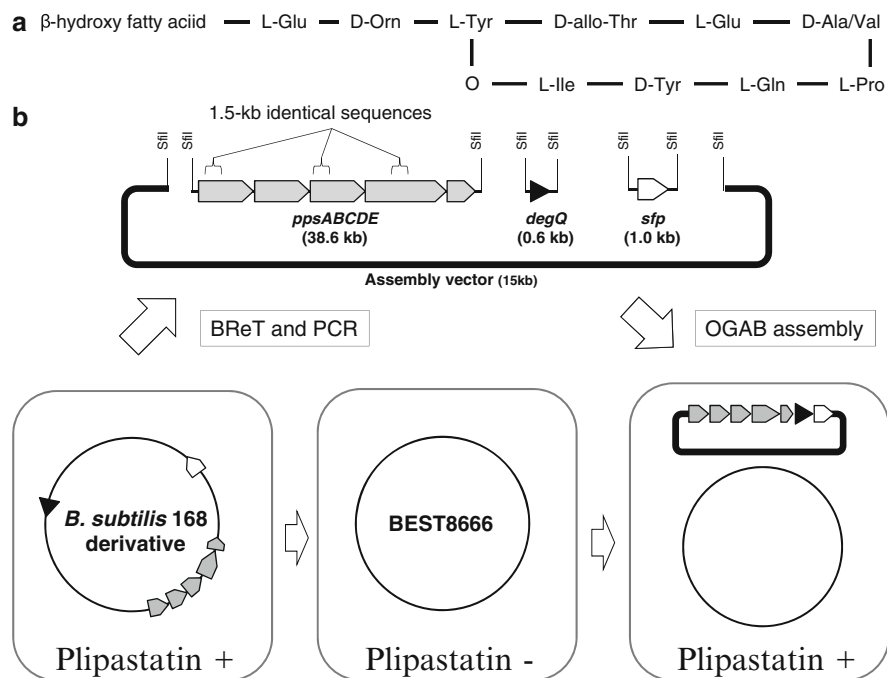 a β-hydroxy fatty aciid L-Glu D-Orn L-Tyr D-allo-Thr L-Glu D-Ala/Val
O L-Ile D-Tyr L-Gln L-Pro
b
1.5-kb identical sequences
SfiI SfiI SfiI SfiI SfiI SfiI SfiI SfiI
ppsABCDE degQ sfp
(38.6 kb) (0.6 kb) (1.0 kb)
Assembly vector (15kb)
BReT and PCR OGAB assembly
B. subtilis 168
derivative
BEST8666
Plipastatin + Plipastatin - Plipastatin +